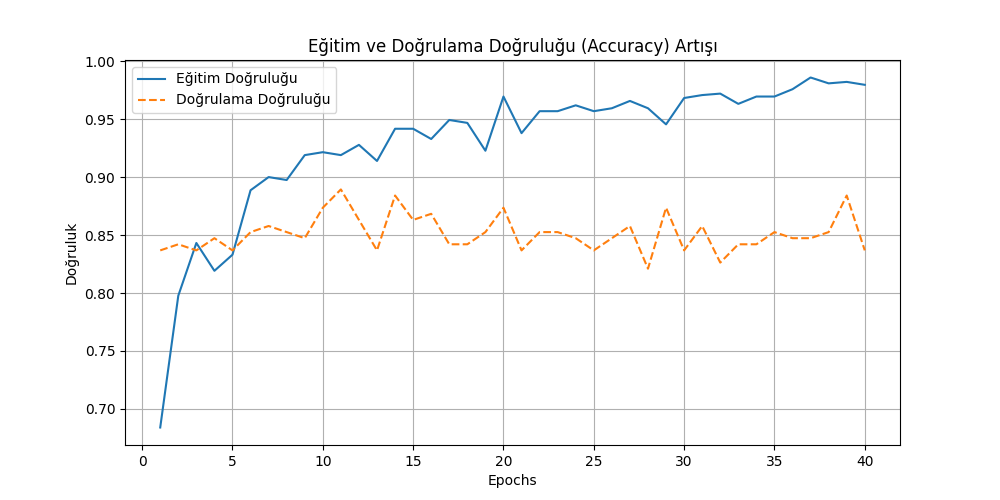 Eğitim ve Doğrulama Doğruluğu (Accuracy) Artışı
Eğitim Doğruluğu
Doğrulama Doğruluğu
Doğruluk
1.00
0.95
0.90
0.85
0.80
0.75
0.70
0 5 10 15 20 25 30 35 40
Epochs